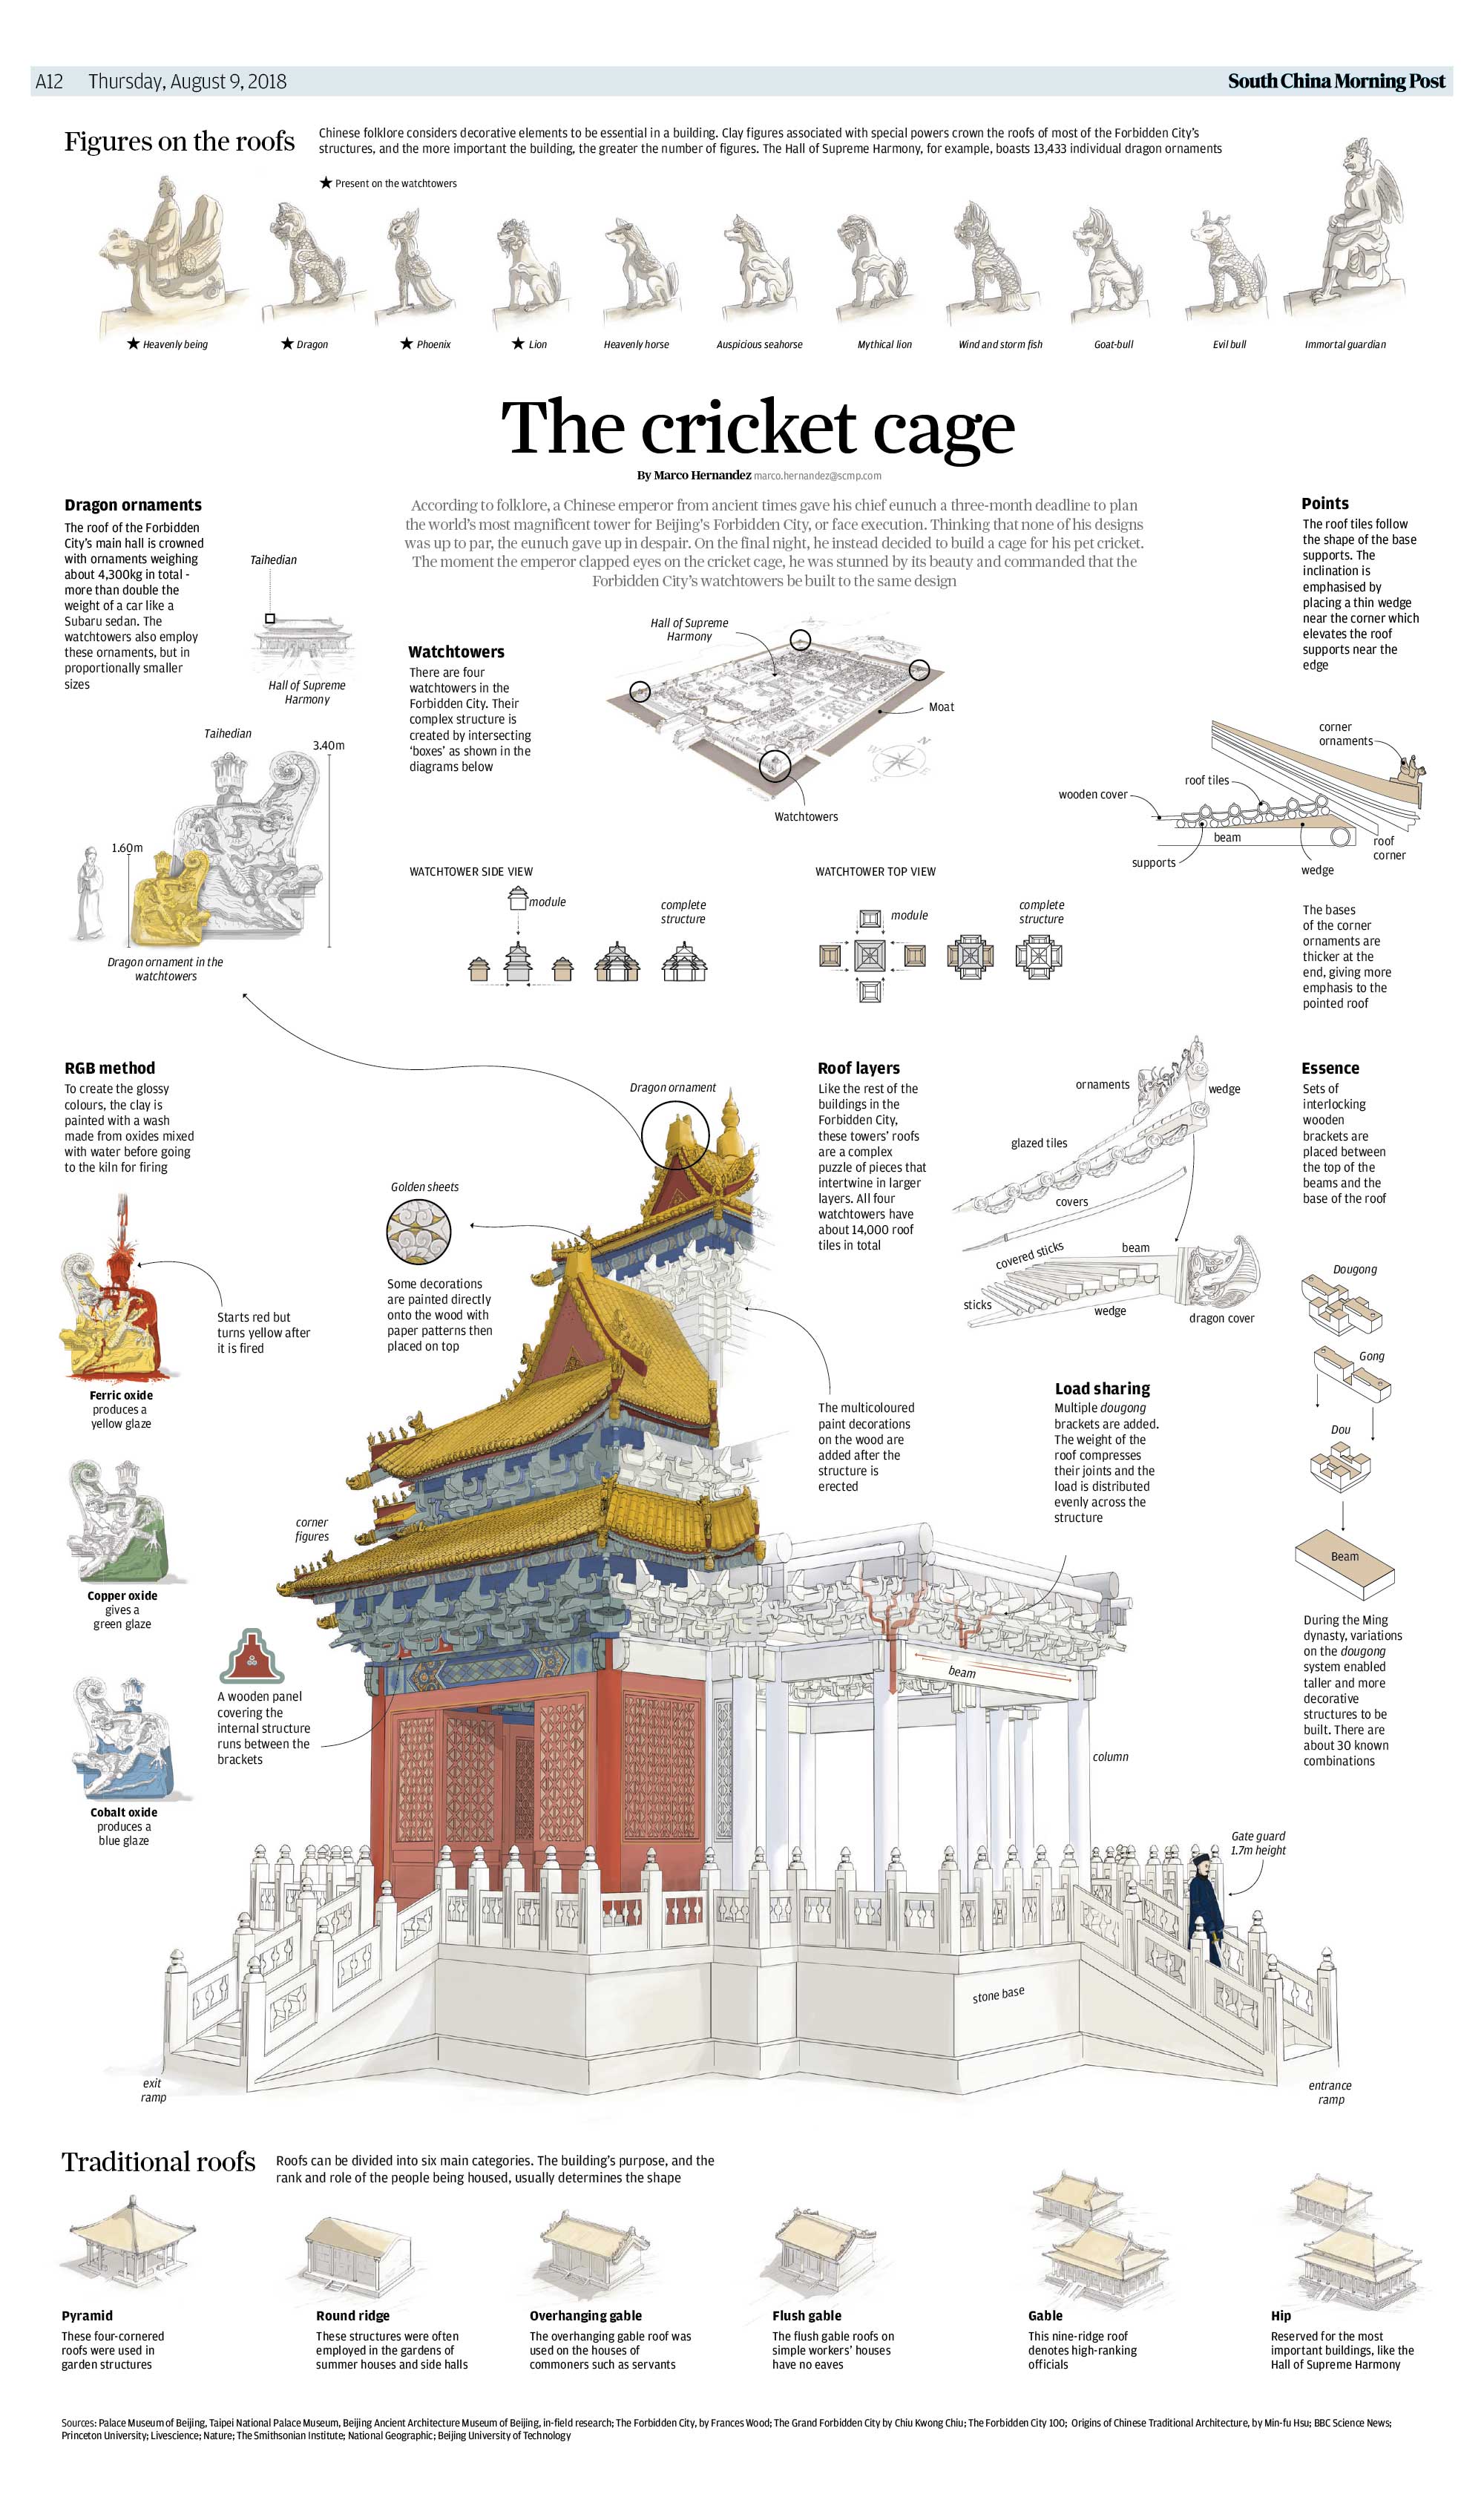 A12 Thursday, August 9, 2018
South China Morning Post
Figures on the roofs
Chinese folklore considers decorative elements to be essential in a building. Clay figures associated with special powers crown the roofs of most of the Forbidden City's
structures, and the more important the building, the greater the number of figures. The Hall of Supreme Harmony, for example, boasts 13,433 individual dragon ornaments
★ Present on the watchtowers
★ Heavenly being
★ Dragon
★ Phoenix
★ Lion
Heavenly horse
Auspicious seahorse
Mythical lion
Wind and storm fish
Goat-bull
Evil bull
Immortal guardian
The cricket cage
By Marco Hernandez marco.hernandez@scmp.com
According to folklore, a Chinese emperor from ancient times gave his chief eunuch a three-month deadline to plan
the world's most magnificent tower for Beijing's Forbidden City, or face execution. Thinking that none of his designs
was up to par, the eunuch gave up in despair. On the final night, he instead decided to build a cage for his pet cricket.
The moment the emperor clapped eyes on the cricket cage, he was stunned by its beauty and commanded that the
Forbidden City's watchtowers be built to the same design
Dragon ornaments
The roof of the Forbidden
City's main hall is crowned
with ornaments weighing
about 4,300kg in total -
more than double the
weight of a car like a
Subaru sedan. The
watchtowers also employ
these ornaments, but in
proportionally smaller
sizes
Taihedian
Hall of Supreme
Harmony
Taihedian
3.40m
1.60m
Dragon ornament in the
watchtowers
Watchtowers
There are four
watchtowers in the
Forbidden City. Their
complex structure is
created by intersecting
'boxes' as shown in the
diagrams below
Hall of Supreme
Harmony
Moat
N
E
S
W
Watchtowers
WATCHTOWER SIDE VIEW
module
complete
structure
WATCHTOWER TOP VIEW
module
complete
structure
Points
The roof tiles follow
the shape of the base
supports. The
inclination is
emphasised by
placing a thin wedge
near the corner which
elevates the roof
supports near the
edge
corner
ornaments
roof tiles
wooden cover
beam
supports
wedge
roof
corner
The bases
of the corner
ornaments are
thicker at the
end, giving more
emphasis to the
pointed roof
RGB method
To create the glossy
colours, the clay is
painted with a wash
made from oxides mixed
with water before going
to the kiln for firing
Starts red but
turns yellow after
it is fired
Ferric oxide
produces a
yellow glaze
Copper oxide
gives a
green glaze
Cobalt oxide
produces a
blue glaze
Dragon ornament
Golden sheets
Some decorations
are painted directly
onto the wood with
paper patterns then
placed on top
corner
figures
A wooden panel
covering the
internal structure
runs between the
brackets
Roof layers
Like the rest of the
buildings in the
Forbidden City,
these towers' roofs
are a complex
puzzle of pieces that
intertwine in larger
layers. All four
watchtowers have
about 14,000 roof
tiles in total
ornaments
wedge
glazed tiles
covers
covered sticks
beam
sticks
wedge
dragon cover
The multicoloured
paint decorations
on the wood are
added after the
structure is
erected
Load sharing
Multiple dougong
brackets are added.
The weight of the
roof compresses
their joints and the
load is distributed
evenly across the
structure
Essence
Sets of
interlocking
wooden
brackets are
placed between
the top of the
beams and the
base of the roof
Dougong
Gong
Dou
Beam
During the Ming
dynasty, variations
on the dougong
system enabled
taller and more
decorative
structures to be
built. There are
about 30 known
combinations
beam
column
Gate guard
1.7m height
stone base
exit
ramp
entrance
ramp
Traditional roofs
Roofs can be divided into six main categories. The building's purpose, and the
rank and role of the people being housed, usually determines the shape
Pyramid
These four-cornered
roofs were used in
garden structures
Round ridge
These structures were often
employed in the gardens of
summer houses and side halls
Overhanging gable
The overhanging gable roof was
used on the houses of
commoners such as servants
Flush gable
The flush gable roofs on
simple workers' houses
have no eaves
Gable
This nine-ridge roof
denotes high-ranking
officials
Hip
Reserved for the most
important buildings, like the
Hall of Supreme Harmony
Sources: Palace Museum of Beijing, Taipei National Palace Museum, Beijing Ancient Architecture Museum of Beijing, in-field research; The Forbidden City, by Frances Wood; The Grand Forbidden City by Chiu Kwong Chiu; The Forbidden City 100; Origins of Chinese Traditional Architecture, by Min-fu Hsu; BBC Science News;
Princeton University; Livescience; Nature; The Smithsonian Institute; National Geographic; Beijing University of Technology